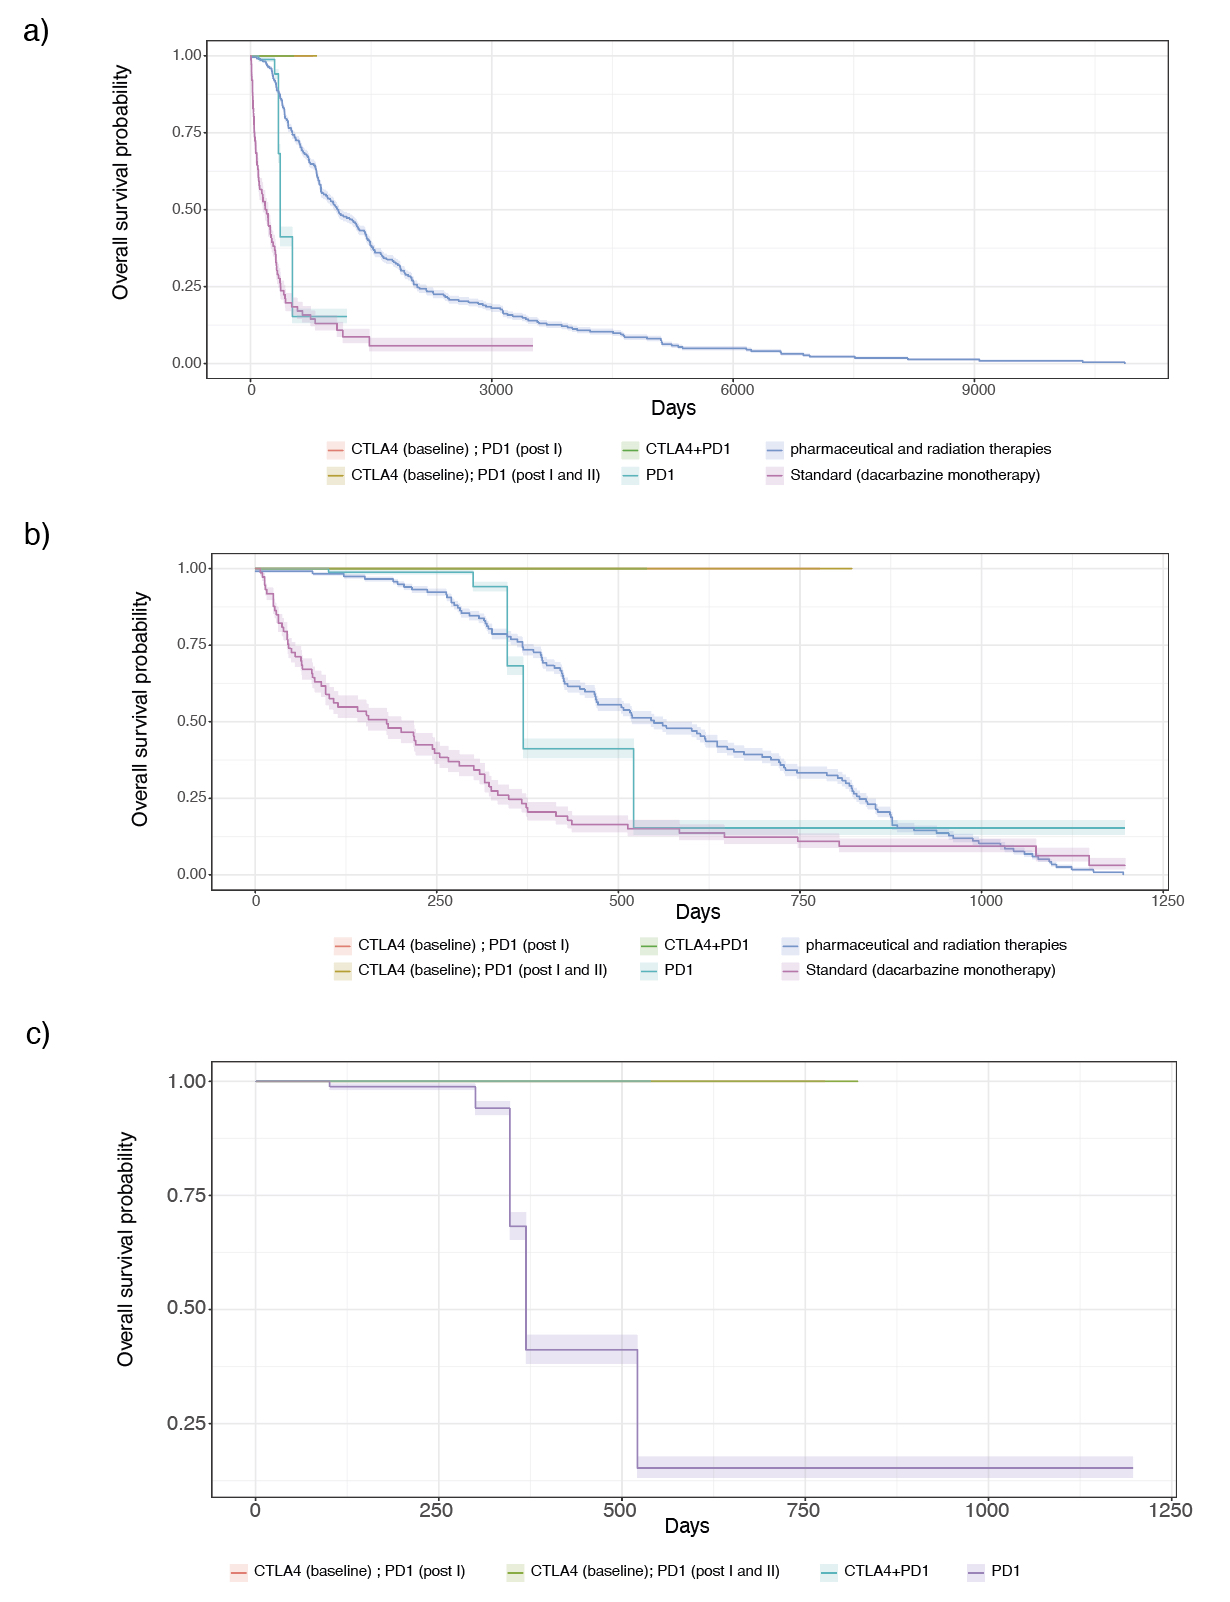 a)
Overall survival probability
1.00
0.75
0.50
0.25
0.00
0 3000 6000 9000
Days
CTLA4 (baseline) ; PD1 (post I) CTLA4+PD1 pharmaceutical and radiation therapies
CTLA4 (baseline); PD1 (post I and II) PD1 Standard (dacarbazine monotherapy)
b)
Overall survival probability
1.00
0.75
0.50
0.25
0.00
0 250 500 750 1000 1250
Days
CTLA4 (baseline) ; PD1 (post I) CTLA4+PD1 pharmaceutical and radiation therapies
CTLA4 (baseline); PD1 (post I and II) PD1 Standard (dacarbazine monotherapy)
c)
Overall survival probability
1.00
0.75
0.50
0.25
0 250 500 750 1000 1250
Days
CTLA4 (baseline) ; PD1 (post I) CTLA4 (baseline); PD1 (post I and II) CTLA4+PD1 PD1